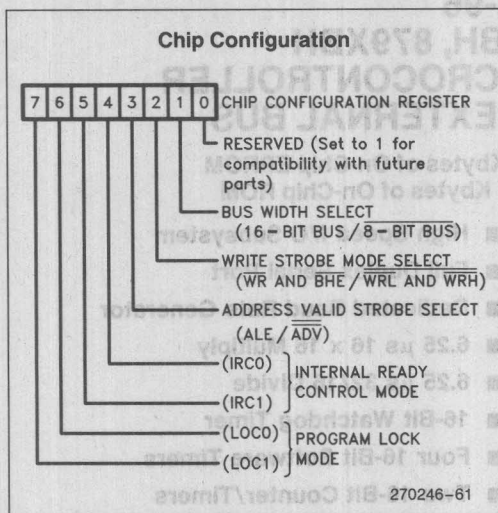 Chip Configuration
7 6 5 4 3 2 1 0 CHIP CONFIGURATION REGISTER
RESERVED (Set to 1 for
compatibility with future
parts)
BUS WIDTH SELECT
(16-BIT BUS/8-BIT BUS)
WRITE STROBE MODE SELECT
(WR AND BHE/WRL AND WRH)
ADDRESS VALID STROBE SELECT
(ALE/ADV)
(IRC0) INTERNAL READY
(IRC1) CONTROL MODE
(LOC0) PROGRAM LOCK
(LOC1) MODE
270246-61